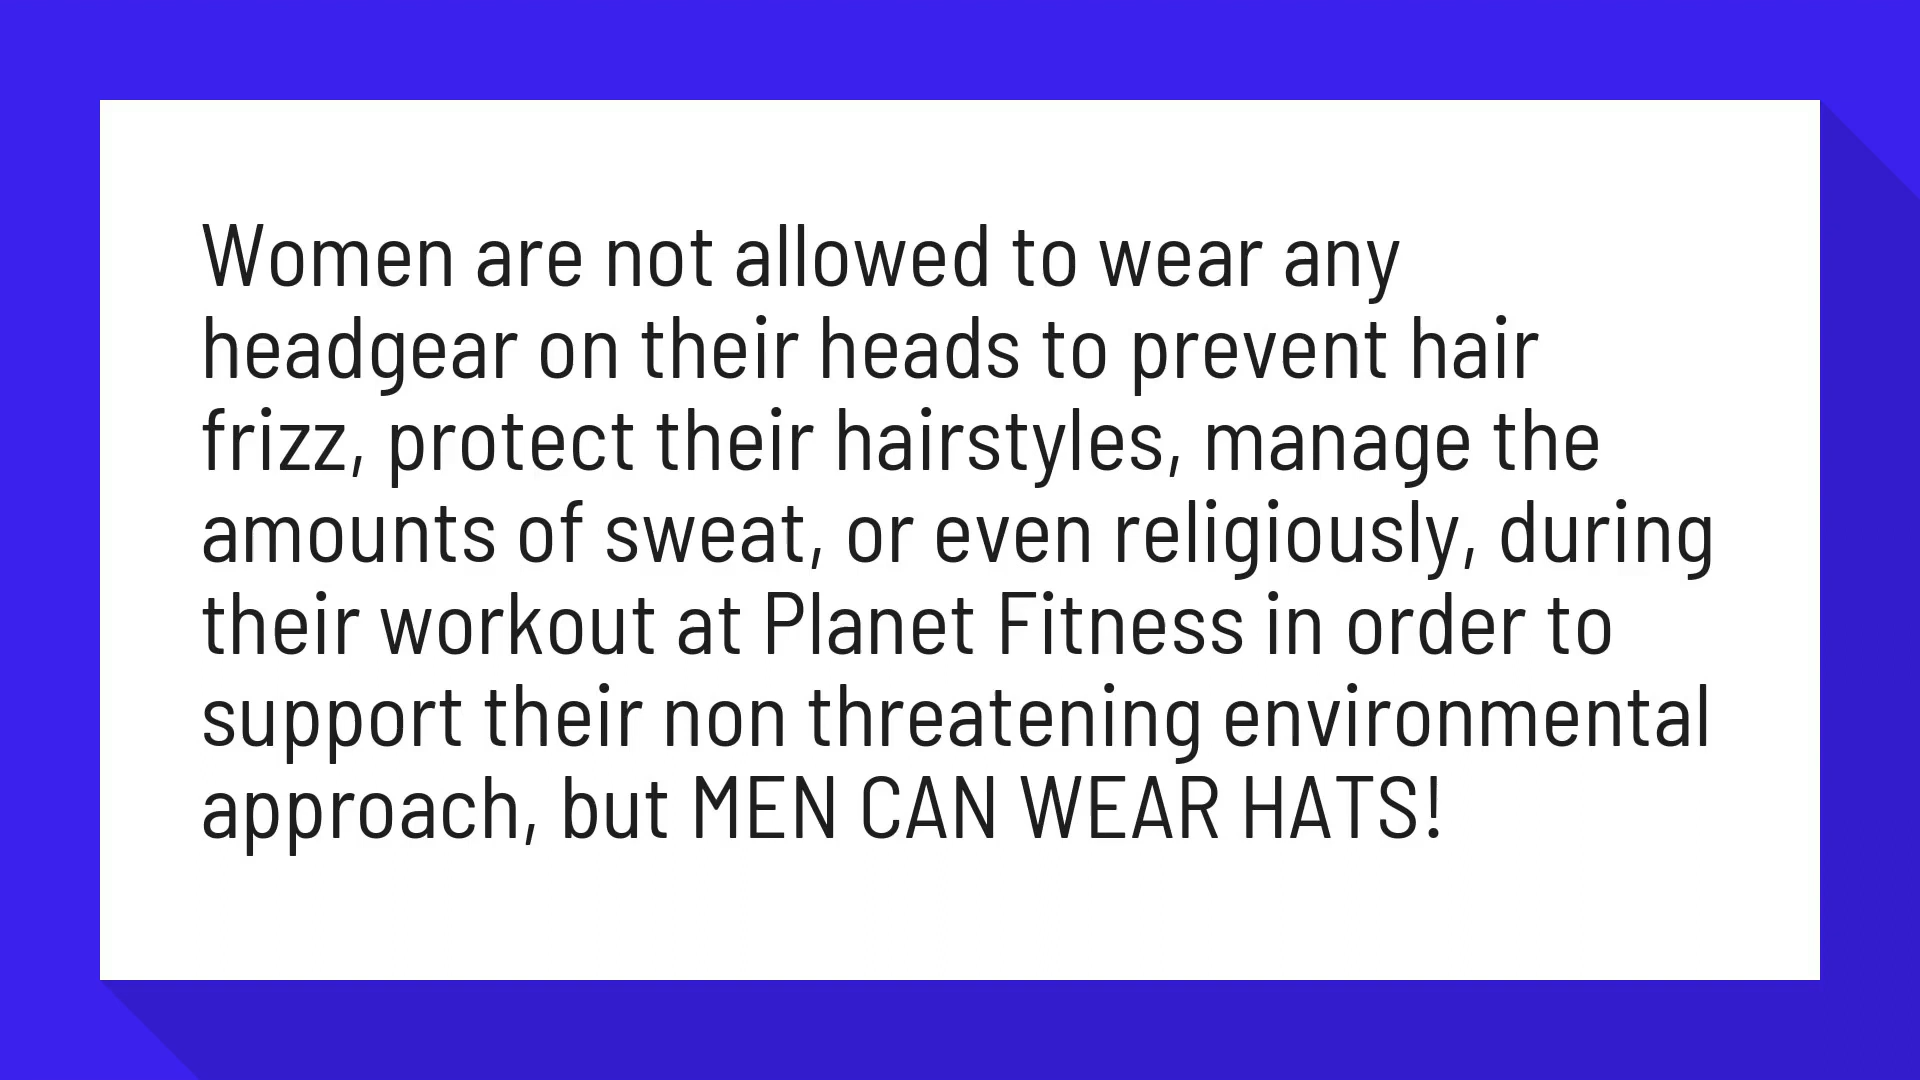 Women are not allowed to wear any
headgear on their heads to prevent hair
frizz, protect their hairstyles, manage the
amounts of sweat, or even religiously, during
their workout at Planet Fitness in order to
support their non threatening environmental
approach, but MEN CAN WEAR HATS!